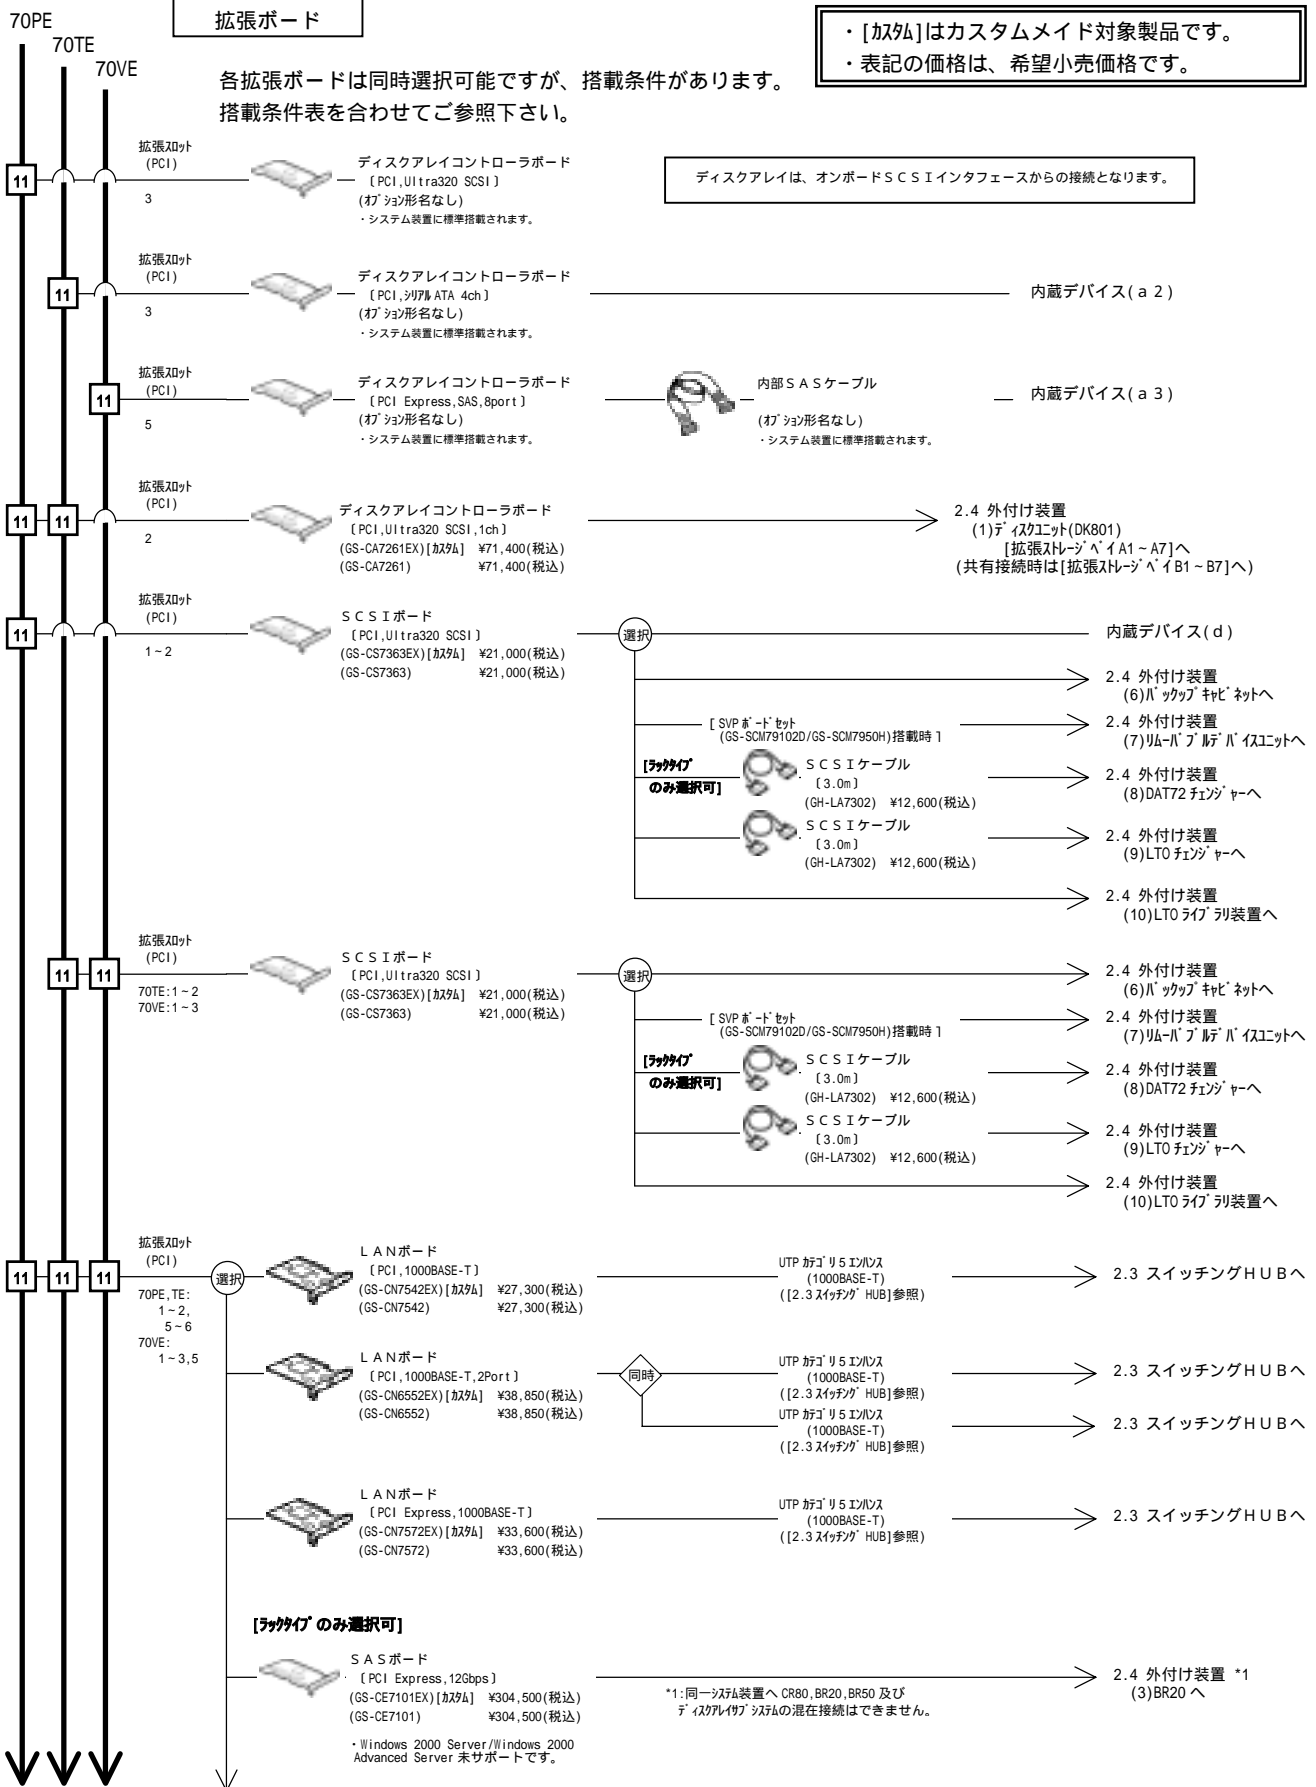 70PE
70TE
70VE
拡張ボード
・[ｶｽﾀﾑ]はカスタムメイド対象製品です。
・表記の価格は、希望小売価格です。
各拡張ボードは同時選択可能ですが、搭載条件があります。
搭載条件表を合わせてご参照下さい。
11
拡張ｽﾛｯﾄ
(PCI)
3
ディスクアレイコントローラボード
〔PCI,Ultra320 SCSI〕
(ｵﾌﾟｼｮﾝ形名なし)
・システム装置に標準搭載されます。
ディスクアレイは、オンボードＳＣＳＩインタフェースからの接続となります。
11
拡張ｽﾛｯﾄ
(PCI)
3
ディスクアレイコントローラボード
〔PCI,ｼﾘｱﾙ ATA 4ch〕
(ｵﾌﾟｼｮﾝ形名なし)
・システム装置に標準搭載されます。
内蔵デバイス(ａ２)
11
拡張ｽﾛｯﾄ
(PCI)
5
ディスクアレイコントローラボード
〔PCI Express,SAS,8port〕
(ｵﾌﾟｼｮﾝ形名なし)
・システム装置に標準搭載されます。
内部ＳＡＳケーブル
(ｵﾌﾟｼｮﾝ形名なし)
・システム装置に標準搭載されます。
内蔵デバイス(ａ３)
11 11
拡張ｽﾛｯﾄ
(PCI)
2
ディスクアレイコントローラボード
〔PCI,Ultra320 SCSI,1ch〕
(GS-CA7261EX)[ｶｽﾀﾑ] ¥71,400(税込)
(GS-CA7261) ¥71,400(税込)
2.4 外付け装置
(1)ﾃﾞｨｽｸﾕﾆｯﾄ(DK801)
[拡張ｽﾄﾚｰｼﾞﾍﾞｲ A1～A7]へ
(共有接続時は[拡張ｽﾄﾚｰｼﾞﾍﾞｲ B1～B7]へ)
11
拡張ｽﾛｯﾄ
(PCI)
1～2
ＳＣＳＩボード
〔PCI,Ultra320 SCSI〕
(GS-CS7363EX)[ｶｽﾀﾑ] ¥21,000(税込)
(GS-CS7363) ¥21,000(税込)
選択
内蔵デバイス(ｄ)
2.4 外付け装置
(6)ﾊﾞｯｸｱｯﾌﾟｷｬﾋﾞﾈｯﾄへ
[SVP ﾎﾞｰﾄﾞｾｯﾄ
(GS-SCM79102D/GS-SCM7950H)搭載時]
2.4 外付け装置
(7)ﾘﾑｰﾊﾞﾌﾞﾙﾃﾞﾊﾞｲｽﾕﾆｯﾄへ
[ﾗｯｸﾀｲﾌﾟ
のみ選択可]
ＳＣＳＩケーブル
〔3.0m〕
(GH-LA7302) ¥12,600(税込)
2.4 外付け装置
(8)DAT72 ﾁｪﾝｼﾞｬｰへ
ＳＣＳＩケーブル
〔3.0m〕
(GH-LA7302) ¥12,600(税込)
2.4 外付け装置
(9)LTO ﾁｪﾝｼﾞｬｰへ
2.4 外付け装置
(10)LTO ﾗｲﾌﾞﾗﾘ装置へ
11 11
拡張ｽﾛｯﾄ
(PCI)
70TE:1～2
70VE:1～3
ＳＣＳＩボード
〔PCI,Ultra320 SCSI〕
(GS-CS7363EX)[ｶｽﾀﾑ] ¥21,000(税込)
(GS-CS7363) ¥21,000(税込)
選択
2.4 外付け装置
(6)ﾊﾞｯｸｱｯﾌﾟｷｬﾋﾞﾈｯﾄへ
[SVP ﾎﾞｰﾄﾞｾｯﾄ
(GS-SCM79102D/GS-SCM7950H)搭載時]
2.4 外付け装置
(7)ﾘﾑｰﾊﾞﾌﾞﾙﾃﾞﾊﾞｲｽﾕﾆｯﾄへ
[ﾗｯｸﾀｲﾌﾟ
のみ選択可]
ＳＣＳＩケーブル
〔3.0m〕
(GH-LA7302) ¥12,600(税込)
2.4 外付け装置
(8)DAT72 ﾁｪﾝｼﾞｬｰへ
ＳＣＳＩケーブル
〔3.0m〕
(GH-LA7302) ¥12,600(税込)
2.4 外付け装置
(9)LTO ﾁｪﾝｼﾞｬｰへ
2.4 外付け装置
(10)LTO ﾗｲﾌﾞﾗﾘ装置へ
11 11 11
拡張ｽﾛｯﾄ
(PCI)
70PE,TE:
1～2,
5～6
70VE:
1～3,5
選択
ＬＡＮボード
〔PCI,1000BASE-T〕
(GS-CN7542EX)[ｶｽﾀﾑ] ¥27,300(税込)
(GS-CN7542) ¥27,300(税込)
UTP ｶﾃｺﾞﾘ 5 ｴﾝﾊﾝｽ
(1000BASE-T)
([2.3 ｽｲｯﾁﾝｸﾞ HUB]参照)
2.3 スイッチングＨＵＢへ
ＬＡＮボード
〔PCI,1000BASE-T,2Port〕
(GS-CN6552EX)[ｶｽﾀﾑ] ¥38,850(税込)
(GS-CN6552) ¥38,850(税込)
同時
UTP ｶﾃｺﾞﾘ 5 ｴﾝﾊﾝｽ
(1000BASE-T)
([2.3 ｽｲｯﾁﾝｸﾞ HUB]参照)
2.3 スイッチングＨＵＢへ
UTP ｶﾃｺﾞﾘ 5 ｴﾝﾊﾝｽ
(1000BASE-T)
([2.3 ｽｲｯﾁﾝｸﾞ HUB]参照)
2.3 スイッチングＨＵＢへ
ＬＡＮボード
〔PCI Express,1000BASE-T〕
(GS-CN7572EX)[ｶｽﾀﾑ] ¥33,600(税込)
(GS-CN7572) ¥33,600(税込)
UTP ｶﾃｺﾞﾘ 5 ｴﾝﾊﾝｽ
(1000BASE-T)
([2.3 ｽｲｯﾁﾝｸﾞ HUB]参照)
2.3 スイッチングＨＵＢへ
[ﾗｯｸﾀｲﾌﾟのみ選択可]
ＳＡＳボード
〔PCI Express,12Gbps〕
(GS-CE7101EX)[ｶｽﾀﾑ] ¥304,500(税込)
(GS-CE7101) ¥304,500(税込)
・Windows 2000 Server/Windows 2000
Advanced Server 未サポートです。
*1:同一ｼｽﾃﾑ装置へ CR80,BR20,BR50 及び
ﾃﾞｨｽｸｱﾚｲｻﾌﾞｼｽﾃﾑの混在接続はできません。
2.4 外付け装置 *1
(3)BR20 へ